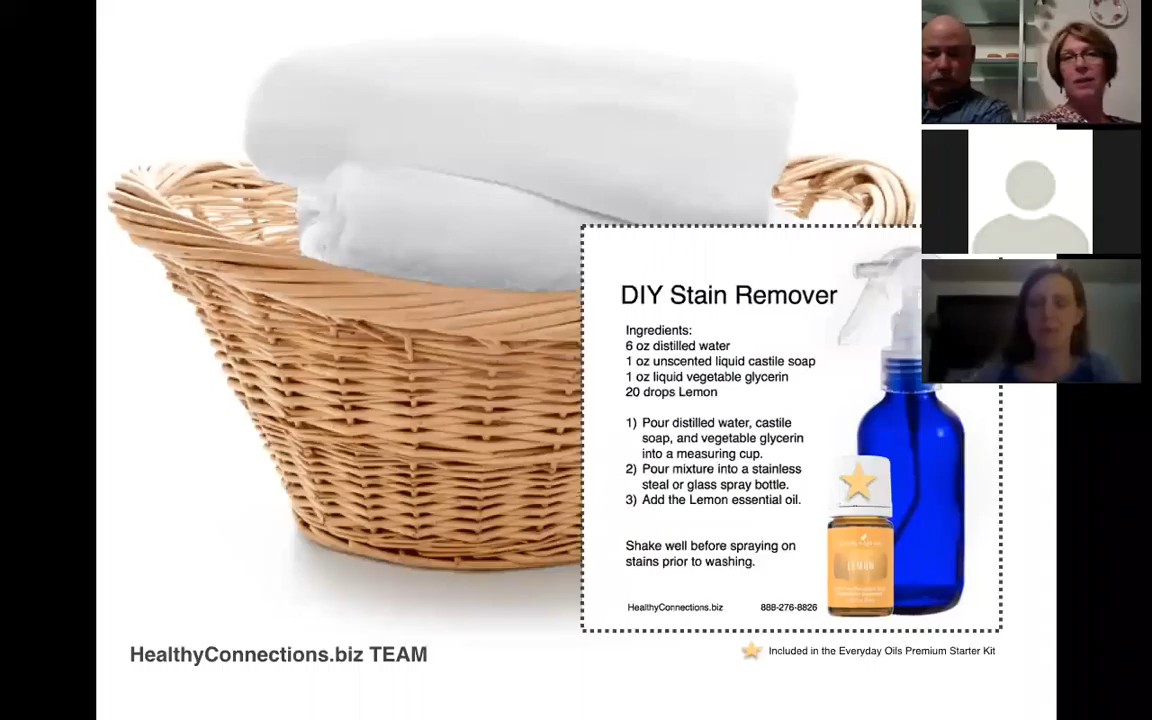 DIY Stain Remover
Ingredients:
6 oz distilled water
1 oz unscented liquid castile soap
1 oz liquid vegetable glycerin
20 drops Lemon
1) Pour distilled water, castile
soap, and vegetable glycerin
into a measuring cup.
2) Pour mixture into a stainless
steal or glass spray bottle.
3) Add the Lemon essential oil.
Shake well before spraying on
stains prior to washing.
HealthyConnections.biz 888-276-8826
LEMON
HealthyConnections.biz TEAM
Included in the Everyday Oils Premium Starter Kit